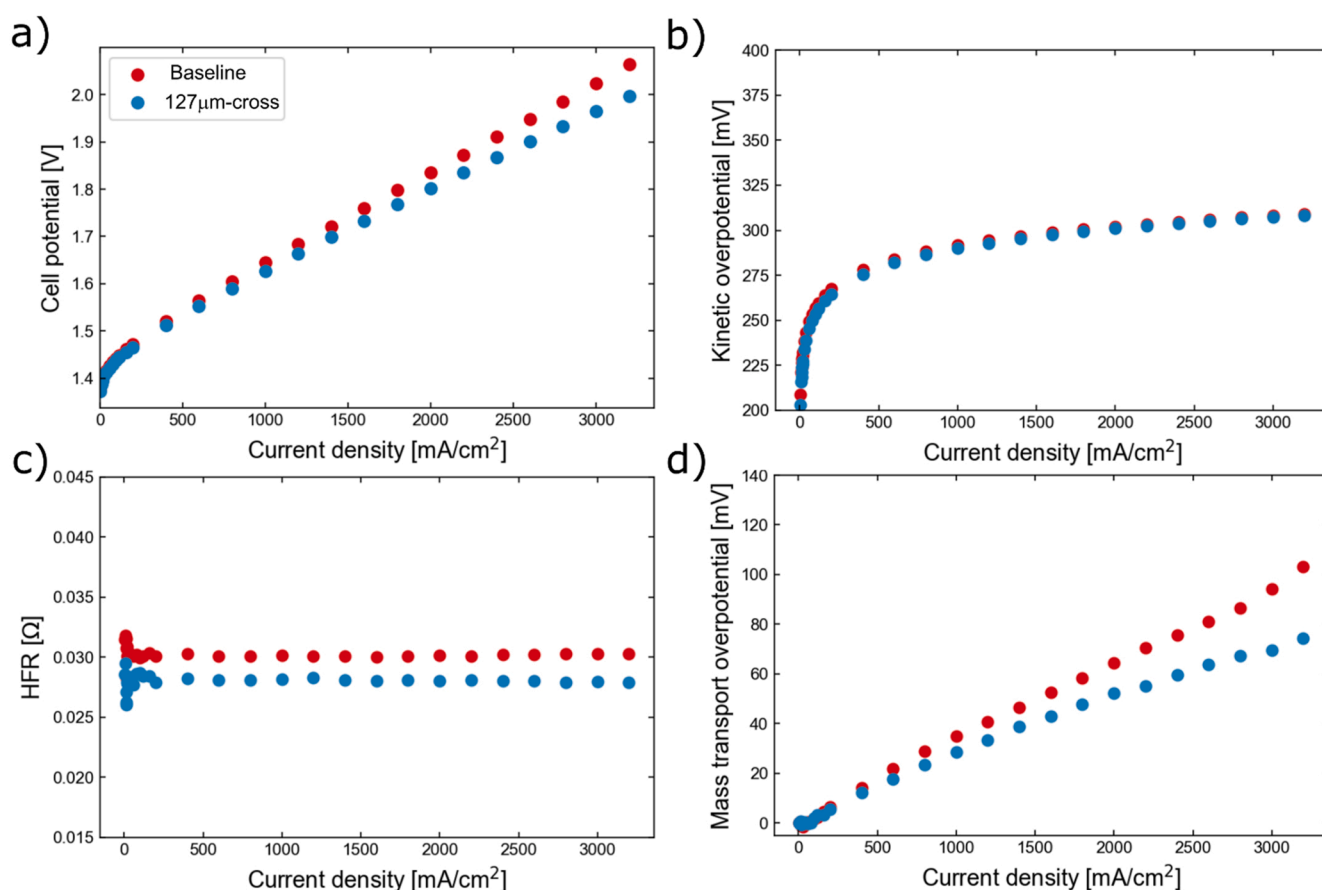 a)
2.0
1.9
1.8
1.7
1.6
1.5
1.4
Cell potential [V]
Baseline
127μm-cross
0 500 1000 1500 2000 2500 3000
Current density [mA/cm²]
b)
400
375
350
325
300
275
250
225
200
Kinetic overpotential [mV]
0 500 1000 1500 2000 2500 3000
Current density [mA/cm²]
c)
0.045
0.040
0.035
0.030
0.025
0.020
0.015
HFR [Ω]
0 500 1000 1500 2000 2500 3000
Current density [mA/cm²]
d)
140
120
100
80
60
40
20
0
Mass transport overpotential [mV]
0 500 1000 1500 2000 2500 3000
Current density [mA/cm²]